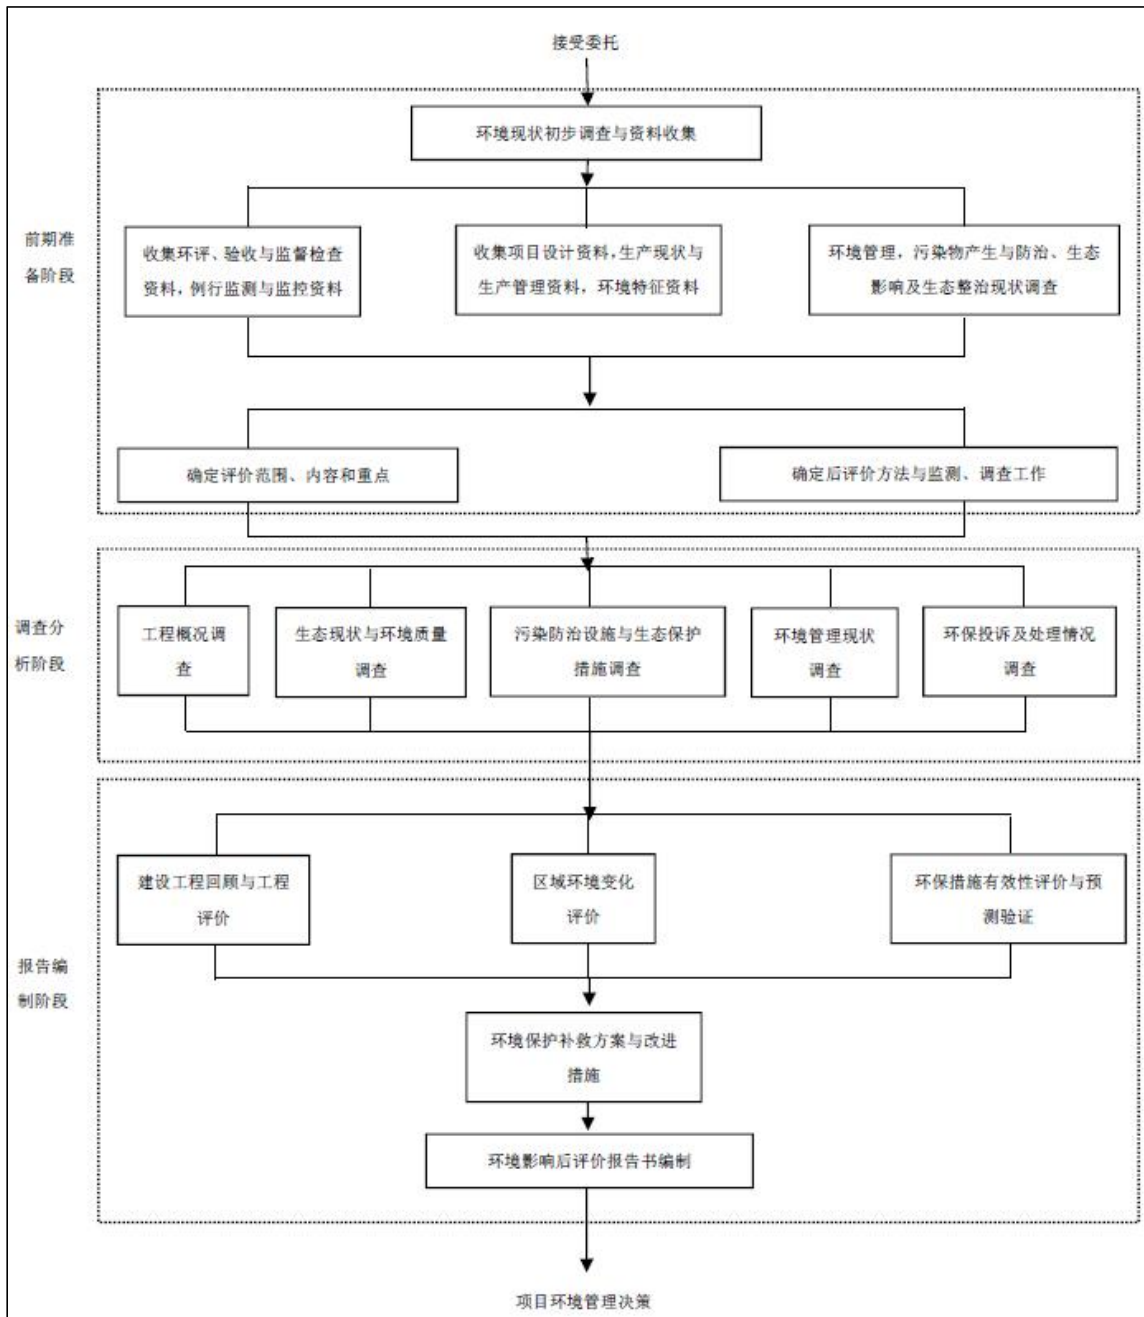 接受委托
环境现状初步调查与资料收集
前期准
备阶段
收集环评、验收与监督检查
资料，例行监测与监控资料
收集项目设计资料，生产现状与
生产管理资料，环境特征资料
环境管理，污染物产生与防治、生态
影响及生态整治现状调查
确定评价范围、内容和重点
确定后评价方法与监测、调查工作
调查分
析阶段
工程概况调
查
生态现状与环境质量
调查
污染防治设施与生态保护
措施调查
环境管理现状
调查
环保投诉及处理情况
调查
报告编
制阶段
建设工程回顾与工程
评价
区域环境变化
评价
环保措施有效性评价与预
测验证
环境保护补救方案与改进
措施
环境影响后评价报告书编制
项目环境管理决策